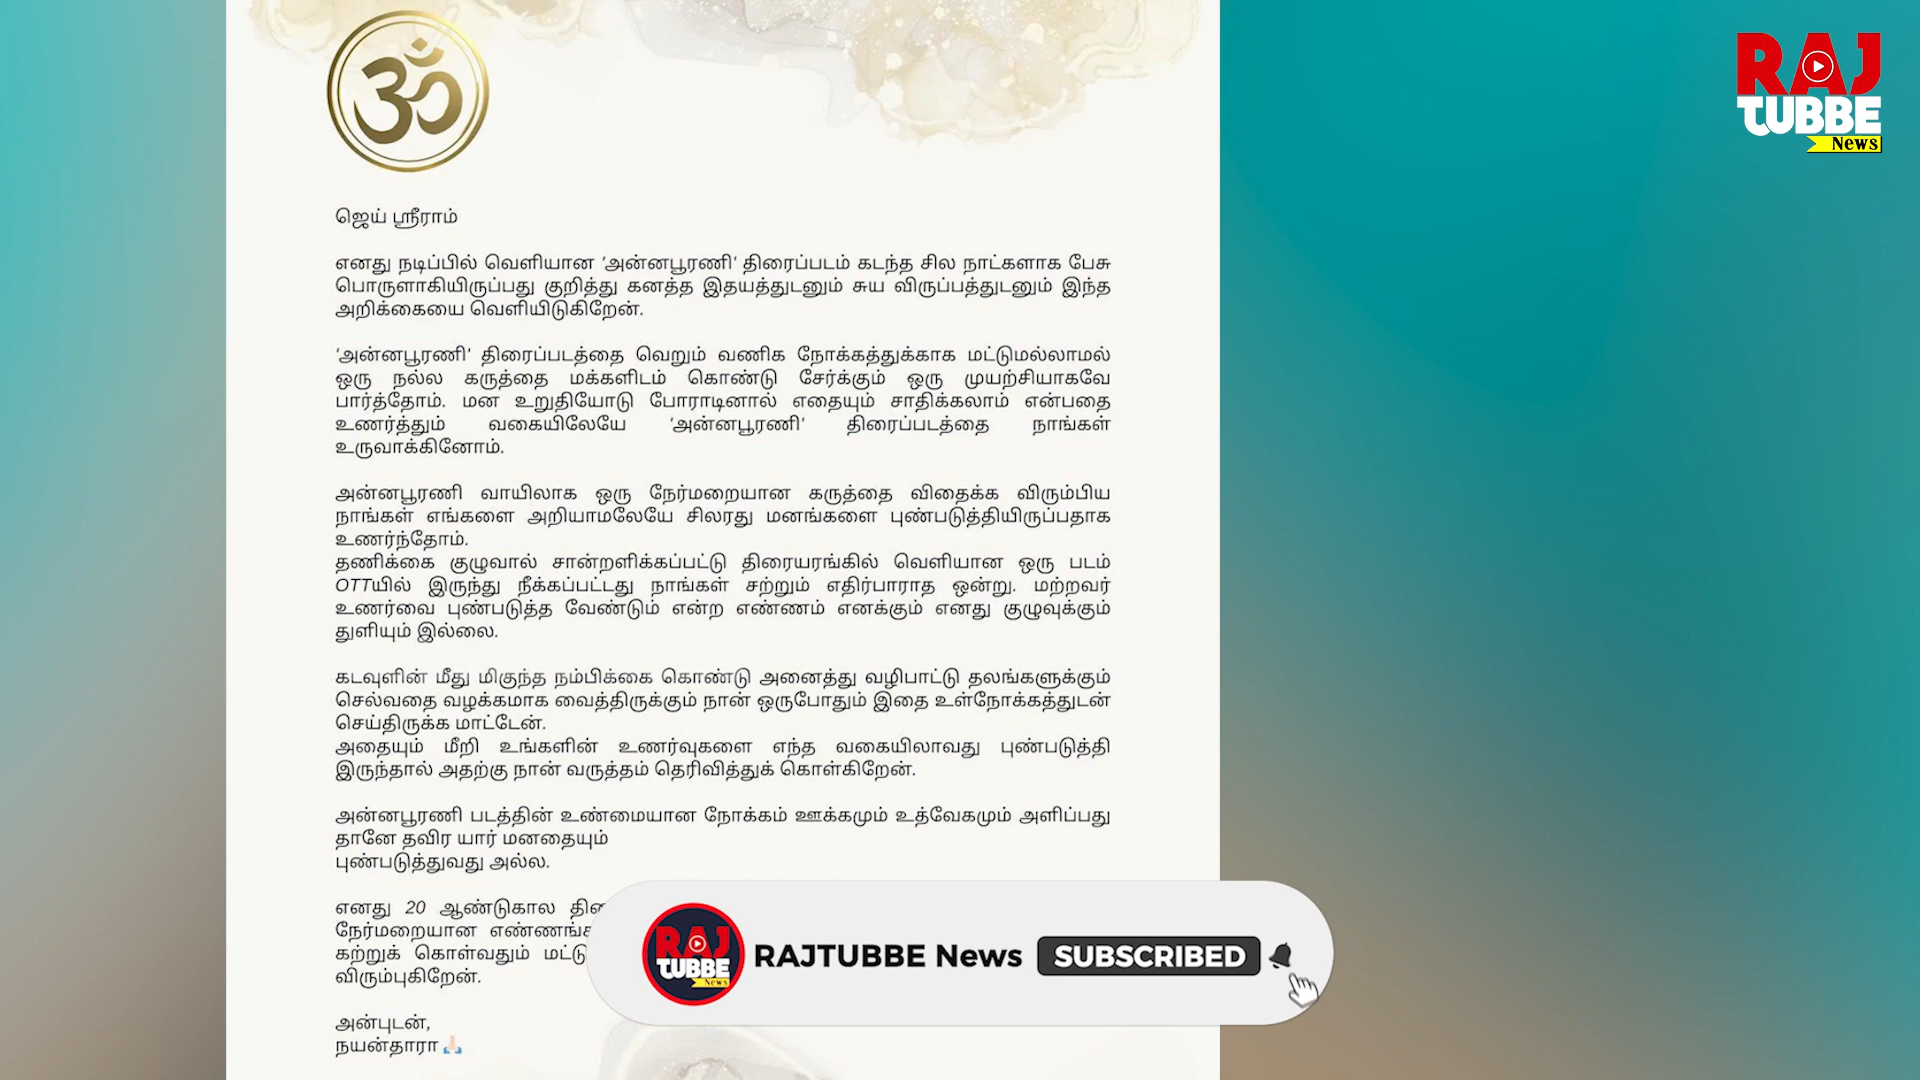 RAJ
TUBBE
News
ॐ
ஜெய் ஸ்ரீராம்
எனது நடிப்பில் வெளியான 'அன்னபூரணி' திரைப்படம் கடந்த சில நாட்களாக பேசு
பொருளாகியிருப்பது குறித்து கனத்த இதயத்துடனும் சுய விருப்பத்துடனும் இந்த
அறிக்கையை வெளியிடுகிறேன்.
'அன்னபூரணி' திரைப்படத்தை வெறும் வணிக நோக்கத்துக்காக மட்டுமல்லாமல்
ஒரு நல்ல கருத்தை மக்களிடம் கொண்டு சேர்க்கும் ஒரு முயற்சியாகவே
பார்த்தோம். மன உறுதியோடு போராடினால் எதையும் சாதிக்கலாம் என்பதை
உணர்த்தும் வகையிலேயே 'அன்னபூரணி' திரைப்படத்தை நாங்கள்
உருவாக்கினோம்.
அன்னபூரணி வாயிலாக ஒரு நேர்மறையான கருத்தை விதைக்க விரும்பிய
நாங்கள் எங்களை அறியாமலேயே சிலரது மனங்களை புண்படுத்தியிருப்பதாக
உணர்ந்தோம்.
தணிக்கை குழுவால் சான்றளிக்கப்பட்டு திரையரங்கில் வெளியான ஒரு படம்
OTTயில் இருந்து நீக்கப்பட்டது நாங்கள் சற்றும் எதிர்பாராத ஒன்று. மற்றவர்
உணர்வை புண்படுத்த வேண்டும் என்ற எண்ணம் எனக்கும் எனது குழுவுக்கும்
துளியும் இல்லை.
கடவுளின் மீது மிகுந்த நம்பிக்கை கொண்டு அனைத்து வழிபாட்டு தலங்களுக்கும்
செல்வதை வழக்கமாக வைத்திருக்கும் நான் ஒருபோதும் இதை உள்நோக்கத்துடன்
செய்திருக்க மாட்டேன்.
அதையும் மீறி உங்களின் உணர்வுகளை எந்த வகையிலாவது புண்படுத்தி
இருந்தால் அதற்கு நான் வருத்தம் தெரிவித்துக் கொள்கிறேன்.
அன்னபூரணி படத்தின் உண்மையான நோக்கம் ஊக்கமும் உத்வேகமும் அளிப்பது
தானே தவிர யார் மனதையும்
புண்படுத்துவது அல்ல.
எனது 20 ஆண்டுகால
நேர்மறையான
கற்றுக் கொள்வதும்
விரும்புகிறேன்.
அன்புடன்,
நயன்தாரா🙏🏻
RAJ
TUBBE
News
RAJTUBBE News SUBSCRIBED